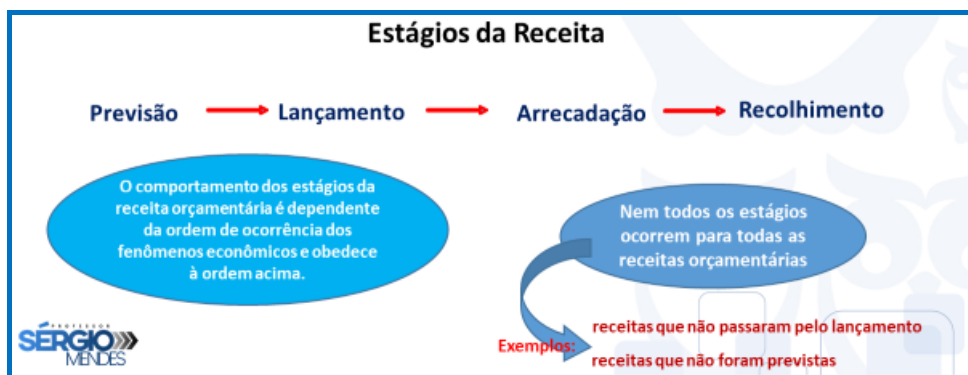 Estágios da Receita
Previsão
Lançamento
Arrecadação
Recolhimento
O comportamento dos estágios da
receita orçamentária é dependente
da ordem de ocorrência dos
fenômenos econômicos e obedece
à ordem acima.
Nem todos os estágios
ocorrem para todas as
receitas orçamentárias
Exemplos:
receitas que não passaram pelo lançamento
receitas que não foram previstas
PROFESSOR
SÉRGIO
MENDES